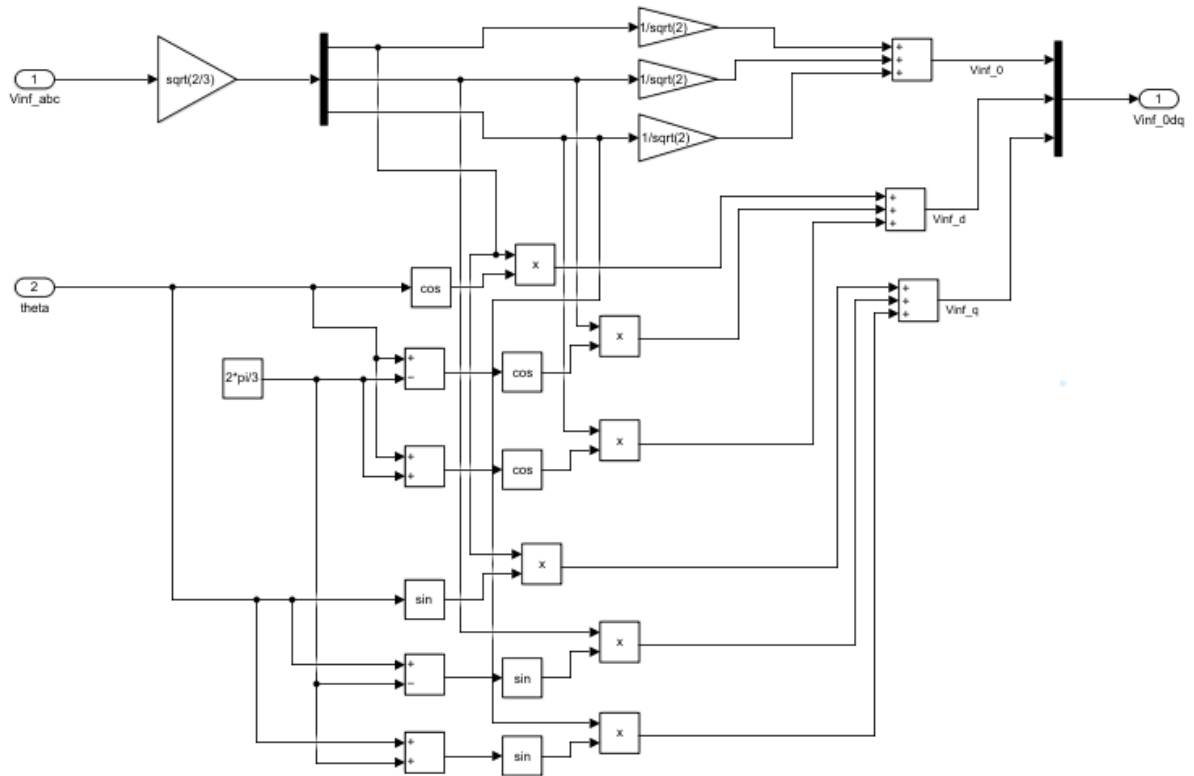 1/sqrt(2)
+
+
+
Vinf_0
1
Vinf_abc
sqrt(2/3)
1/sqrt(2)
1
Vinf_0dq
1/sqrt(2)
+
+
+
Vinf_d
x
2
theta
cos
+
+
+
Vinf_q
x
2*pi/3
+
−
cos
x
+
+
cos
x
sin
x
+
−
sin
x
+
+
sin